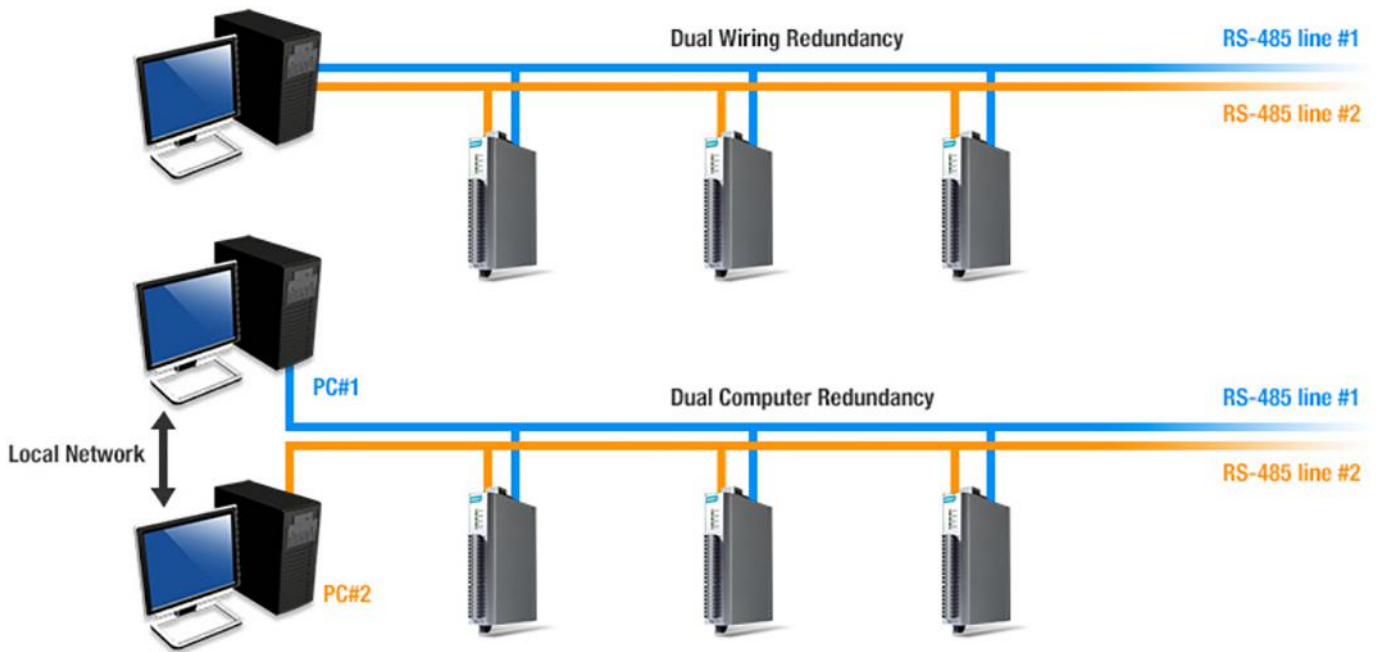 Dual Wiring Redundancy
RS-485 line #1
RS-485 line #2
PC#1
Dual Computer Redundancy
RS-485 line #1
Local Network
RS-485 line #2
PC#2